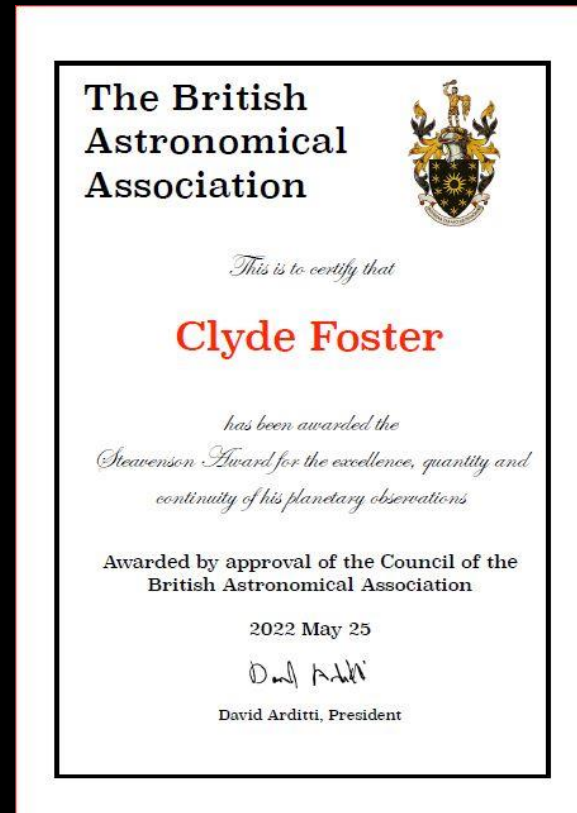 The British
Astronomical
Association
This is to certify that
Clyde Foster
has been awarded the
Steavenson Award for the excellence, quantity and
continuity of his planetary observations
Awarded by approval of the Council of the
British Astronomical Association
2022 May 25
David Arditti, President